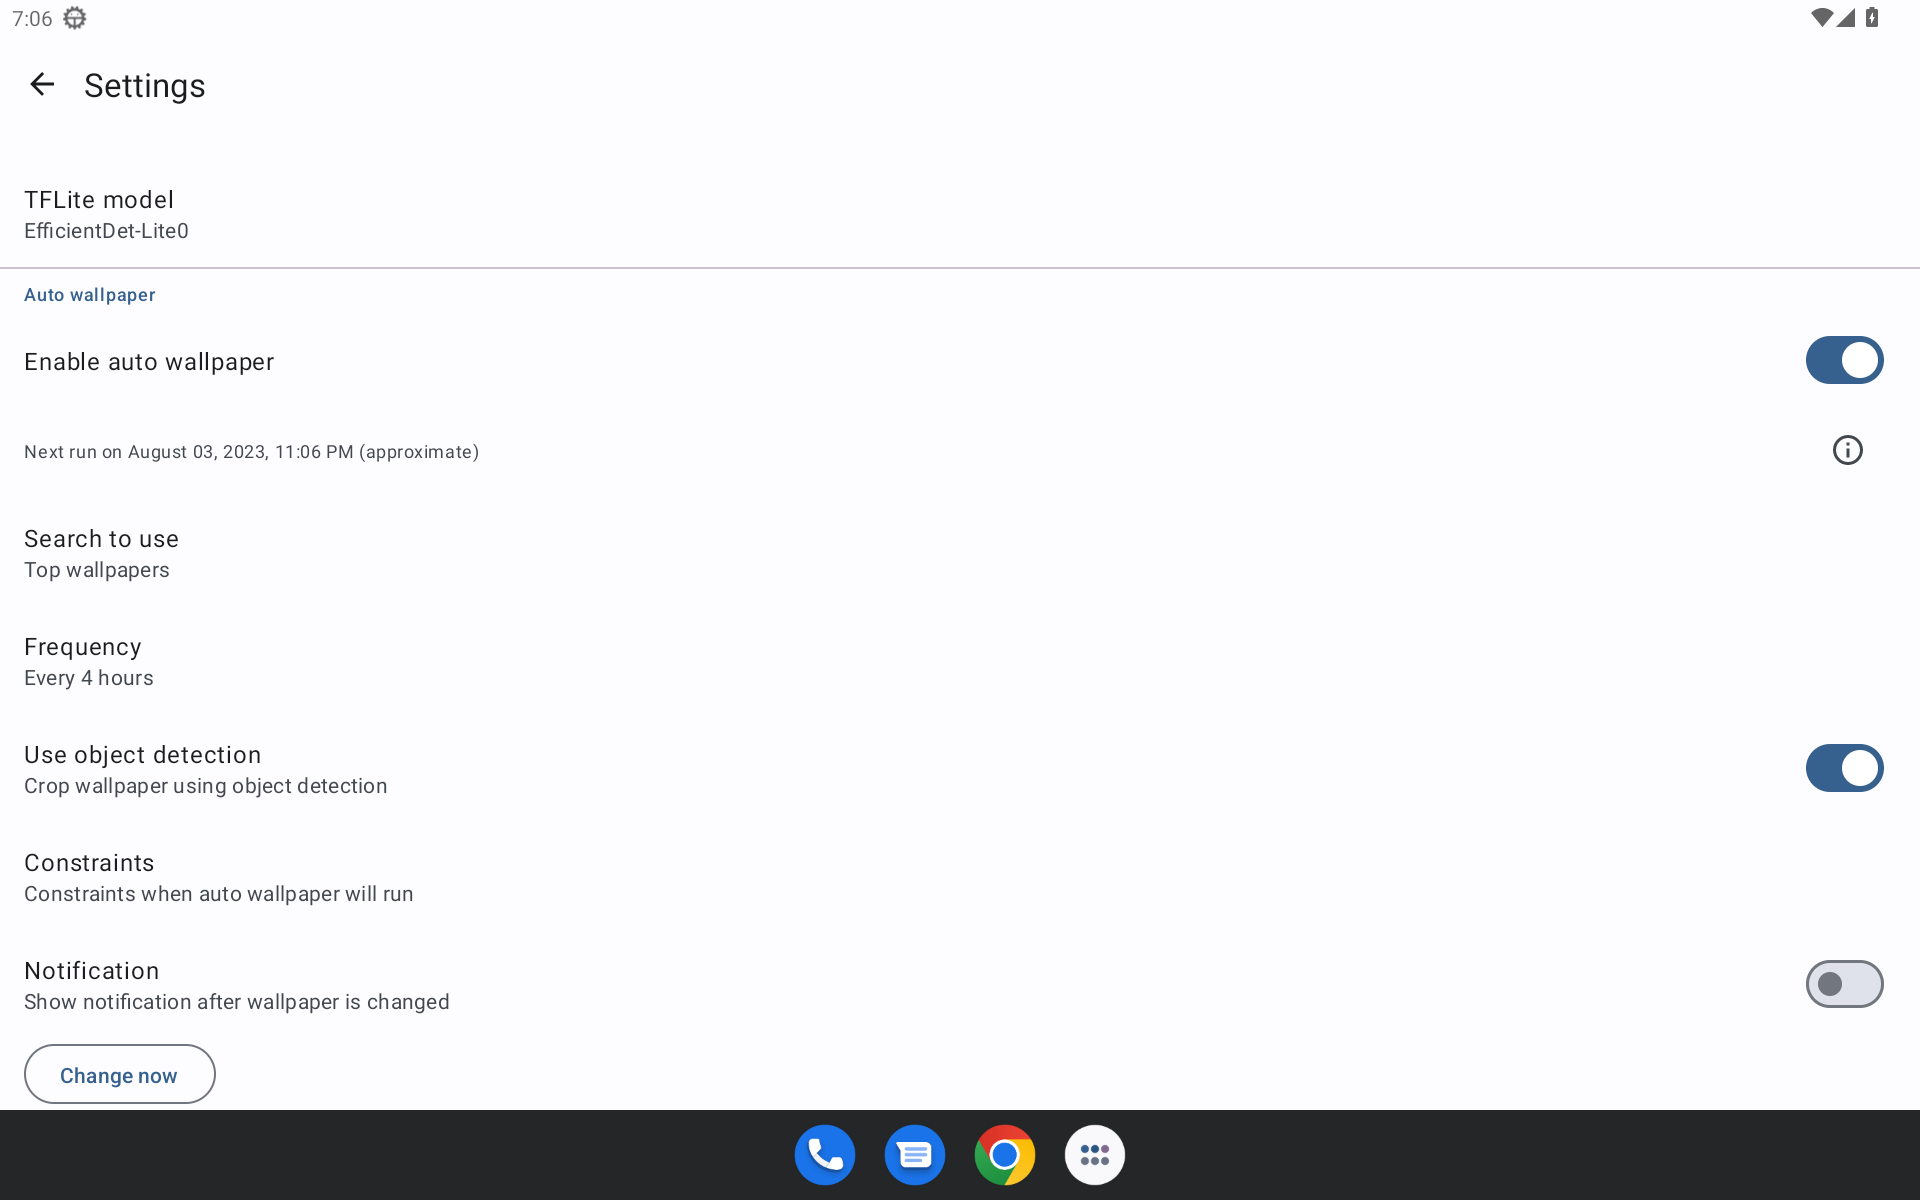 7:06
Settings
TFLite model
EfficientDet-Lite0
Auto wallpaper
Enable auto wallpaper
Next run on August 03, 2023, 11:06 PM (approximate)
Search to use
Top wallpapers
Frequency
Every 4 hours
Use object detection
Crop wallpaper using object detection
Constraints
Constraints when auto wallpaper will run
Notification
Show notification after wallpaper is changed
Change now